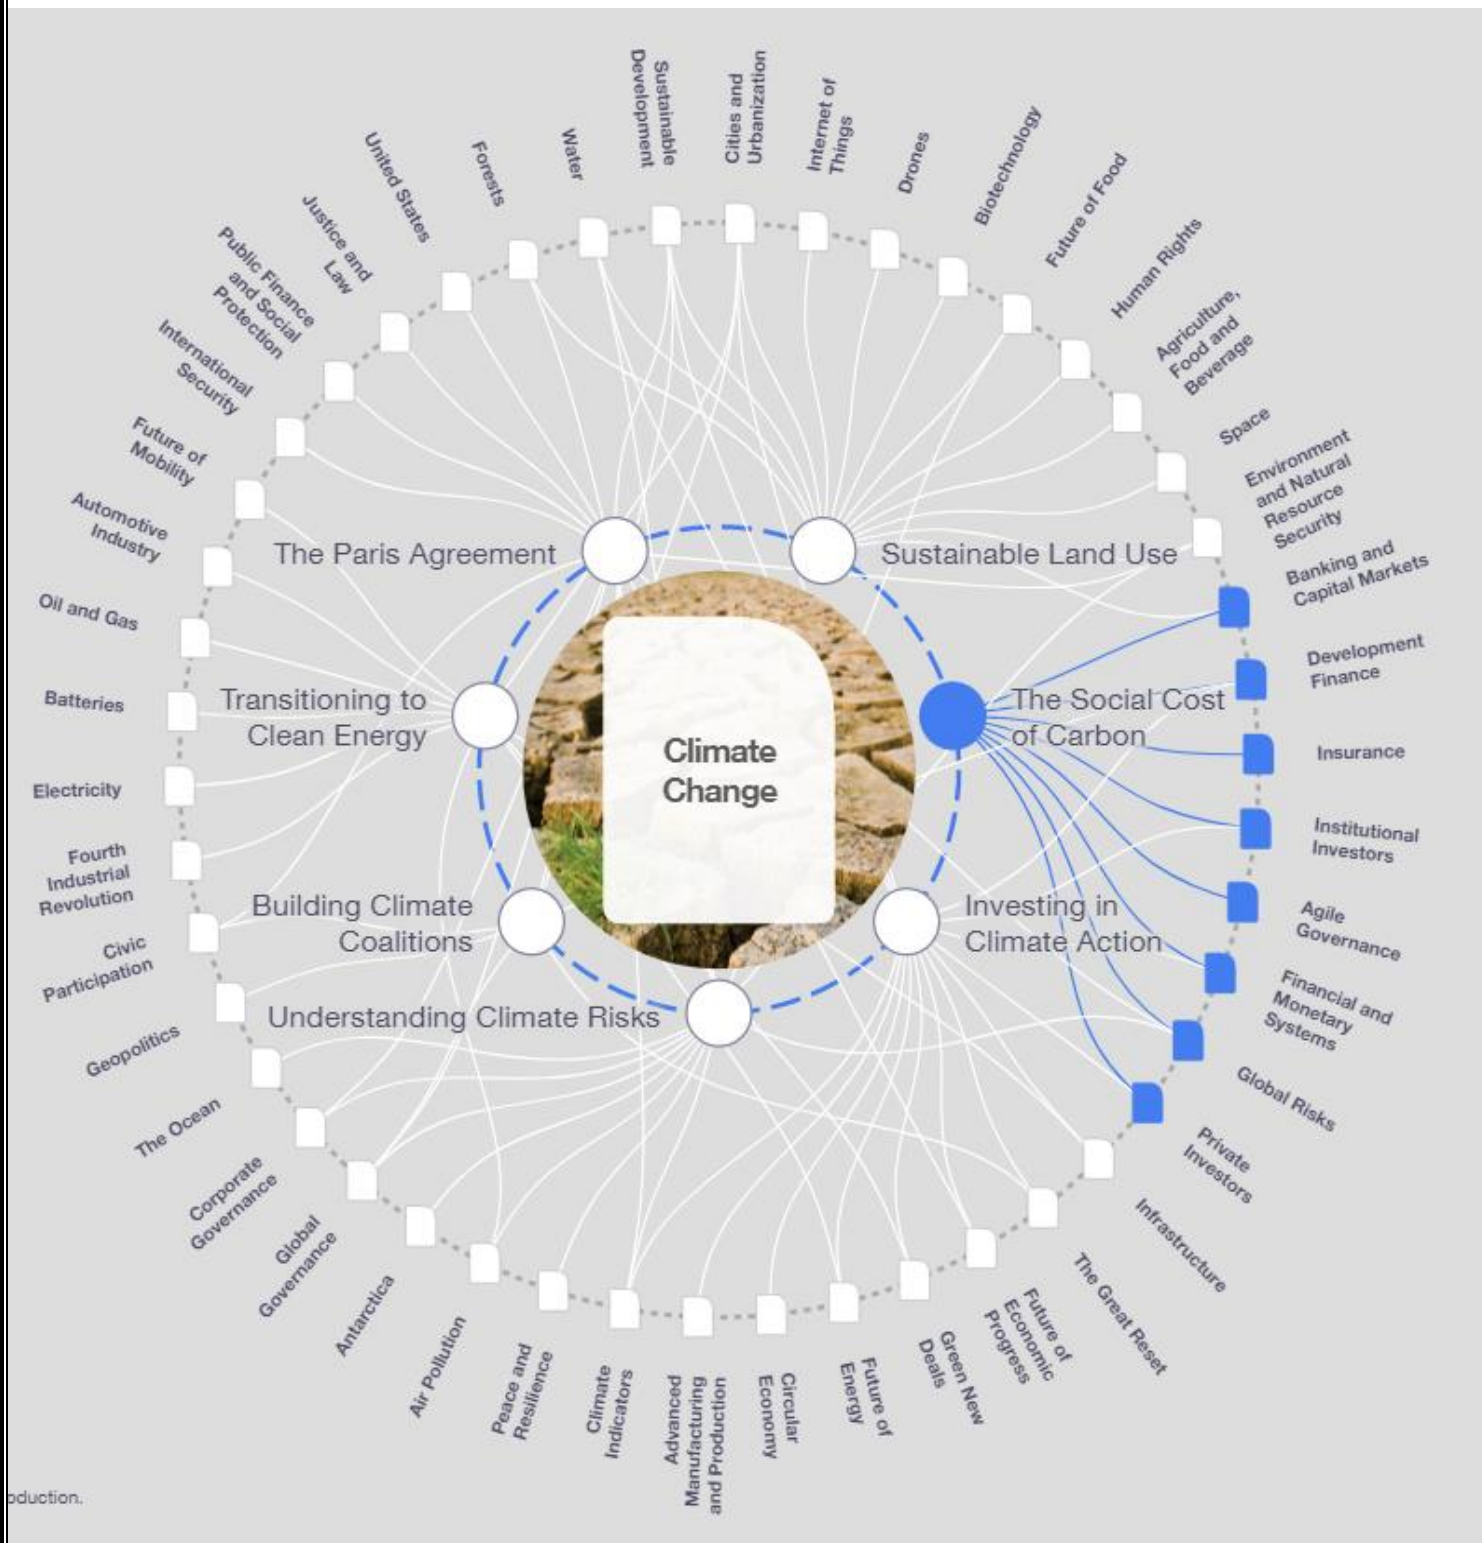 Sustainable
Development
Cities and
Urbanization
Internet of
Things
Drones
Biotechnology
Future of Food
Human Rights
Agriculture,
Food and
Beverage
Space
Environment
and Natural
Resource
Security
Banking and
Capital Markets
Development
Finance
Insurance
Institutional
Investors
Agile
Governance
Financial and
Monetary
Systems
Global Risks
Private
Investors
Infrastructure
The Great Reset
Future of
Economic
Progress
Green New
Deals
Future of
Energy
Circular
Economy
Advanced
Manufacturing
and Production
Climate
Indicators
Peace and
Resilience
Air Pollution
Antarctica
Global
Governance
Corporate
Governance
The Ocean
Geopolitics
Civic
Participation
Fourth
Industrial
Revolution
Electricity
Batteries
Oil and Gas
Automotive
Industry
Future of
Mobility
International
Security
Public Finance
and Social
Protection
Justice and
Law
United States
Forests
Water
The Paris Agreement
Sustainable Land Use
The Social Cost
of Carbon
Investing in
Climate Action
Understanding Climate Risks
Building Climate
Coalitions
Transitioning to
Clean Energy
Climate
Change
oduction.